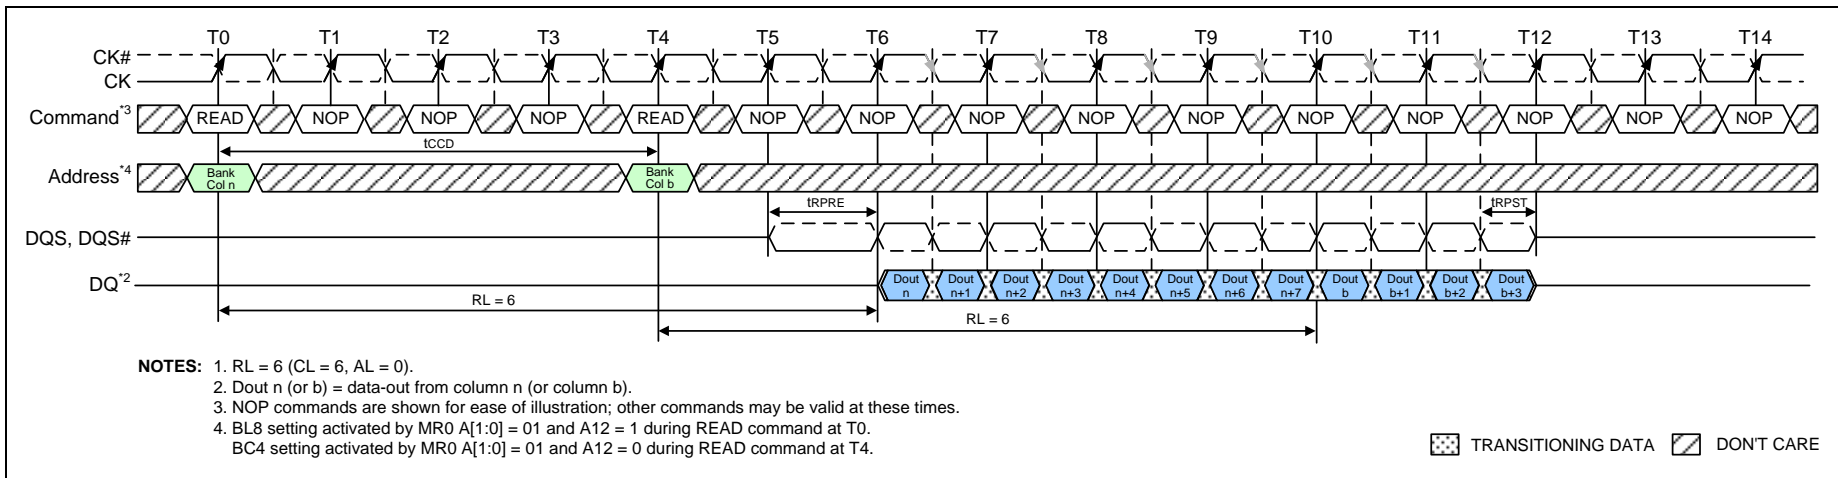 T0 T1 T2 T3 T4 T5 T6 T7 T8 T9 T10 T11 T12 T13 T14
CK#
CK
Command*3 READ NOP NOP NOP READ NOP NOP NOP NOP NOP NOP NOP NOP NOP NOP
tCCD
Address*4 Bank Col n Bank Col b
tRPRE tRPST
DQS, DQS#
DQ*2 Dout n Dout n+1 Dout n+2 Dout n+3 Dout n+4 Dout n+5 Dout n+6 Dout n+7 Dout b Dout b+1 Dout b+2 Dout b+3
RL = 6
RL = 6
NOTES: 1. RL = 6 (CL = 6, AL = 0).
2. Dout n (or b) = data-out from column n (or column b).
3. NOP commands are shown for ease of illustration; other commands may be valid at these times.
4. BL8 setting activated by MR0 A[1:0] = 01 and A12 = 1 during READ command at T0.
BC4 setting activated by MR0 A[1:0] = 01 and A12 = 0 during READ command at T4.
TRANSITIONING DATA DON'T CARE